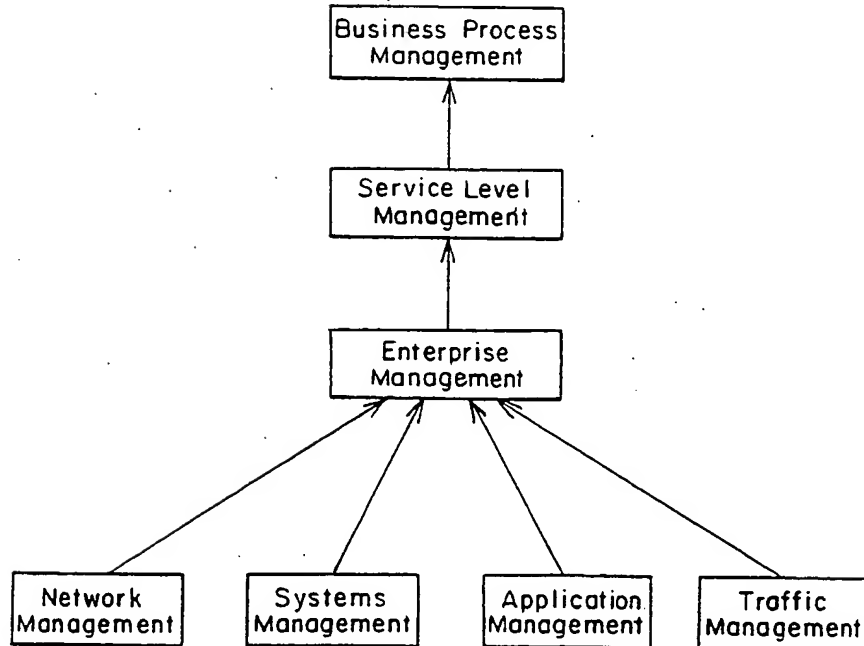 Business Process
Management
Service Level
Management
Enterprise
Management
Network
Management
Systems
Management
Application
Management
Traffic
Management